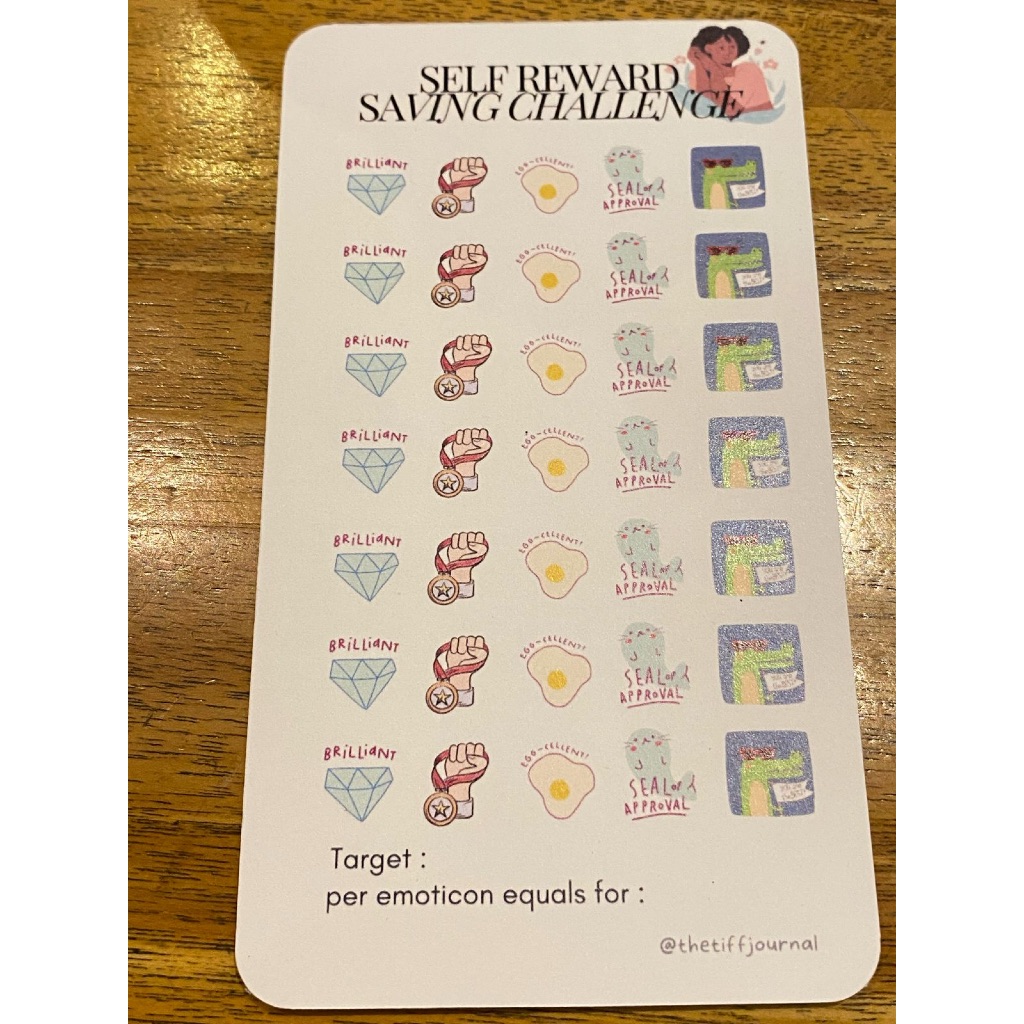 SELF REWARD
SAVING CHALLENGE
BRILLIANT EGG-CELLENT! SEAL OF
APPROVAL
BRILLIANT EGG-CELLENT! SEAL OF
APPROVAL
BRILLIANT EGG-CELLENT! SEAL OF
APPROVAL
BRILLIANT EGG-CELLENT! SEAL OF
APPROVAL
BRILLIANT EGG-CELLENT! SEAL OF
APPROVAL
BRILLIANT EGG-CELLENT! SEAL OF
APPROVAL
BRILLIANT EGG-CELLENT! SEAL OF
APPROVAL
Target :
per emoticon equals for :
@thetiffjournal